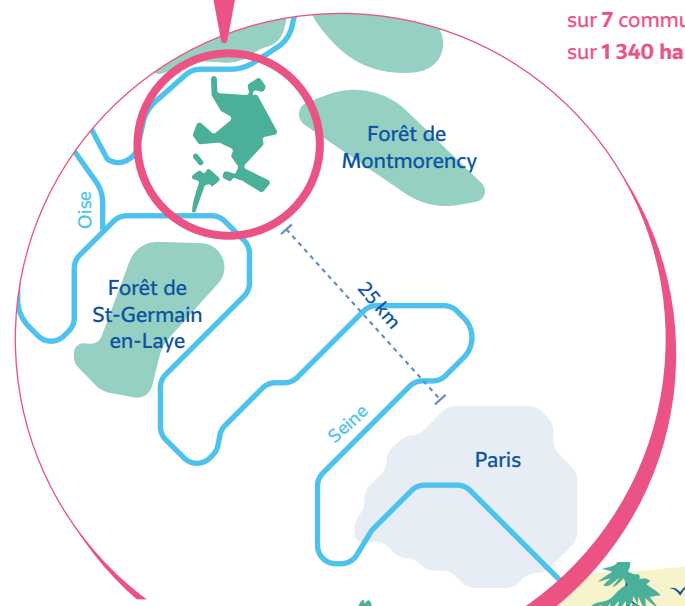 sur 7
sur 1 340 ha
Forêt de
Montmorency
Oise
Forêt de
St-Germain
en-Laye
25 km
Seine
Paris